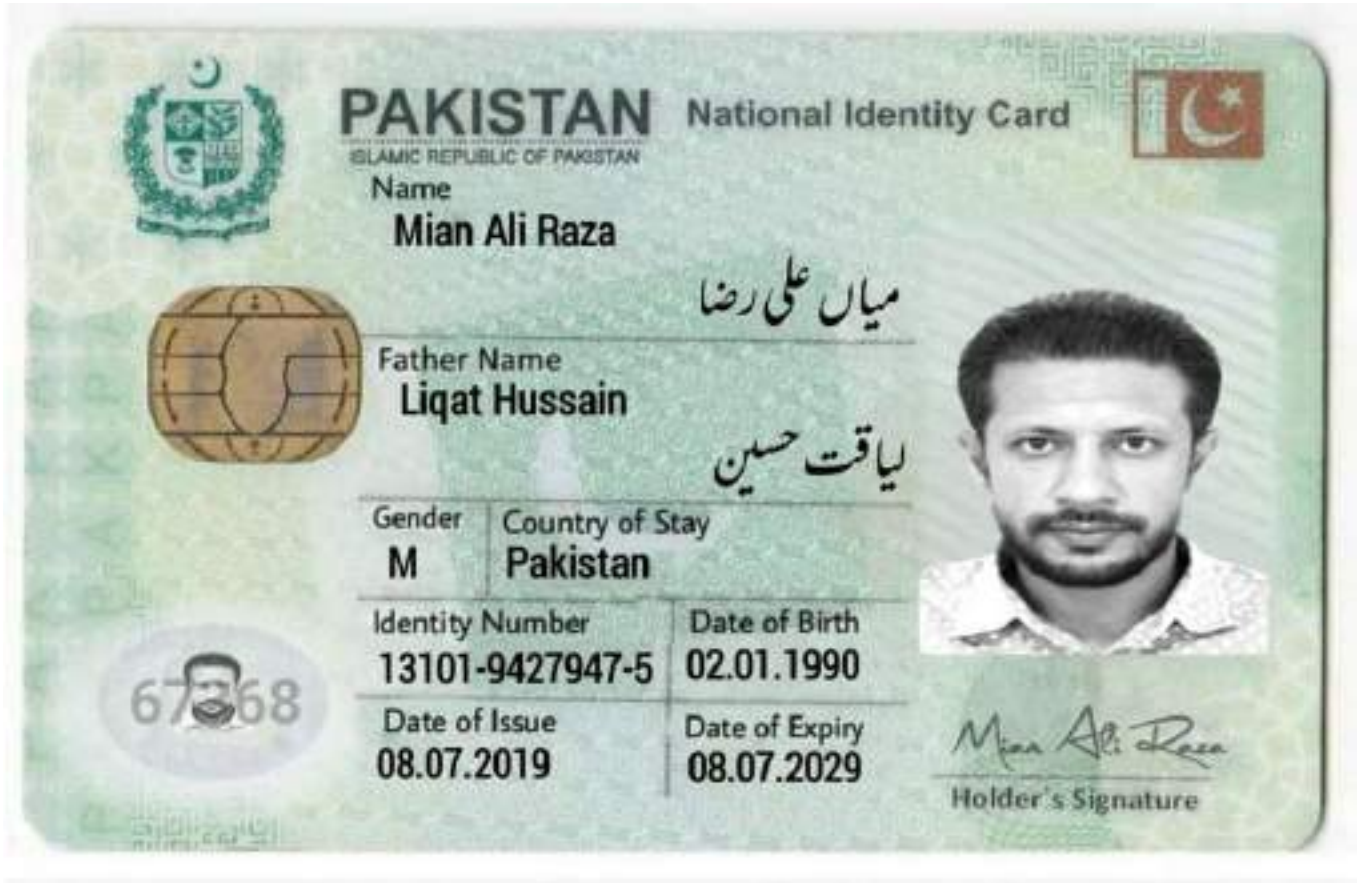 PAKISTAN National Identity Card
ISLAMIC REPUBLIC OF PAKISTAN
Name
Mian Ali Raza
میاں علی رضا
Father Name
Liqat Hussain
لیاقت حسین
Gender Country of Stay
M Pakistan
Identity Number Date of Birth
13101-9427947-5 02.01.1990
Date of Issue Date of Expiry
08.07.2019 08.07.2029
Mian Ali Raza
Holder's Signature